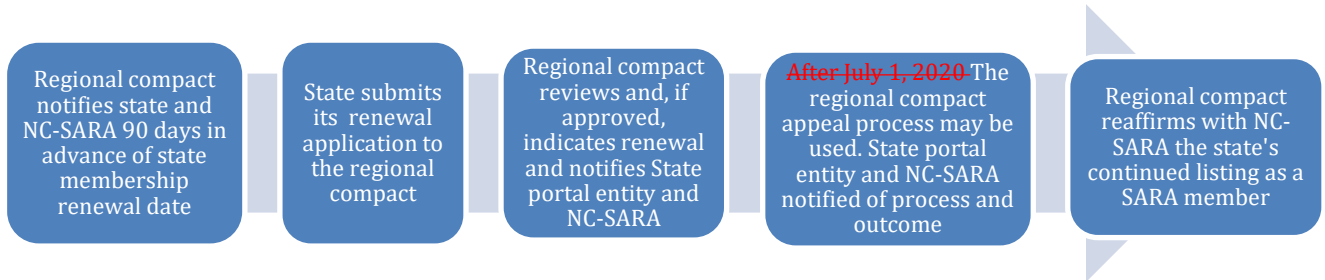 Regional compact
notifies state and
NC-SARA 90 days in
advance of state
membership
renewal date
State submits
its renewal
application to
the regional
compact
Regional compact
reviews and, if
approved,
indicates renewal
and notifies State
portal entity and
NC-SARA
After July 1, 2020 The
regional compact
appeal process may be
used. State portal
entity and NC-SARA
notified of process and
outcome
Regional compact
reaffirms with NC-
SARA the state's
continued listing as a
SARA member